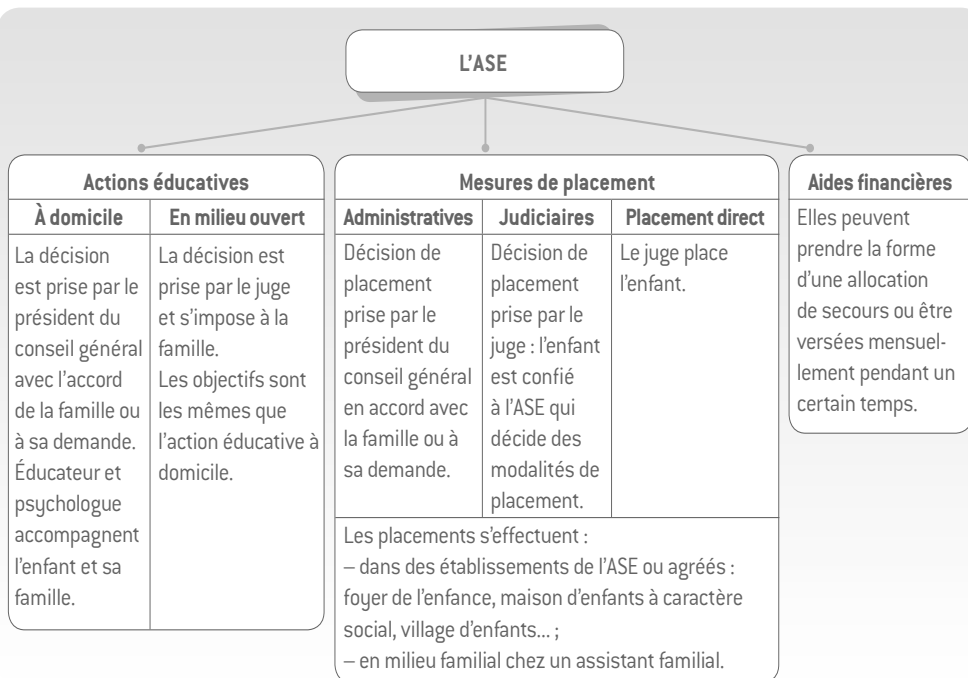 L'ASE
Actions éducatives
À domicile
La décision
est prise par le
président du
conseil général
avec l'accord
de la famille ou
à sa demande.
Éducateur et
psychologue
accompagnent
l'enfant et sa
famille.
En milieu ouvert
La décision est
prise par le juge
et s'impose à la
famille.
Les objectifs sont
les mêmes que
l'action éducative à
domicile.
Mesures de placement
Administratives
Décision de
placement
prise par le
président du
conseil général
en accord avec
la famille ou à
sa demande.
Judiciaires
Décision de
placement
prise par le
juge : l'enfant
est confié
à l'ASE qui
décide des
modalités de
placement.
Placement direct
Le juge place
l'enfant.
Les placements s'effectuent :
– dans des établissements de l'ASE ou agréés :
foyer de l'enfance, maison d'enfants à caractère
social, village d'enfants... ;
– en milieu familial chez un assistant familial.
Aides financières
Elles peuvent
prendre la forme
d'une allocation
de secours ou être
versées mensuel-
lement pendant un
certain temps.